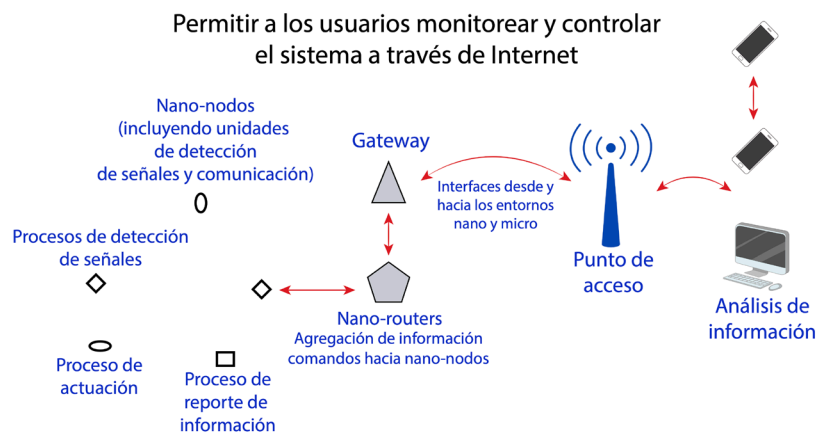 Permitir a los usuarios monitorear y controlar
el sistema a través de Internet
Nano-nodos
(incluyendo unidades
de detección
de señales y comunicación)
Gateway
Interfaces desde y
hacia los entornos
nano y micro
Procesos de detección
de señales
Punto de
acceso
Análisis de
información
Nano-routers
Agregación de información
comandos hacia nano-nodos
Proceso de
actuación
Proceso de
reporte de
información